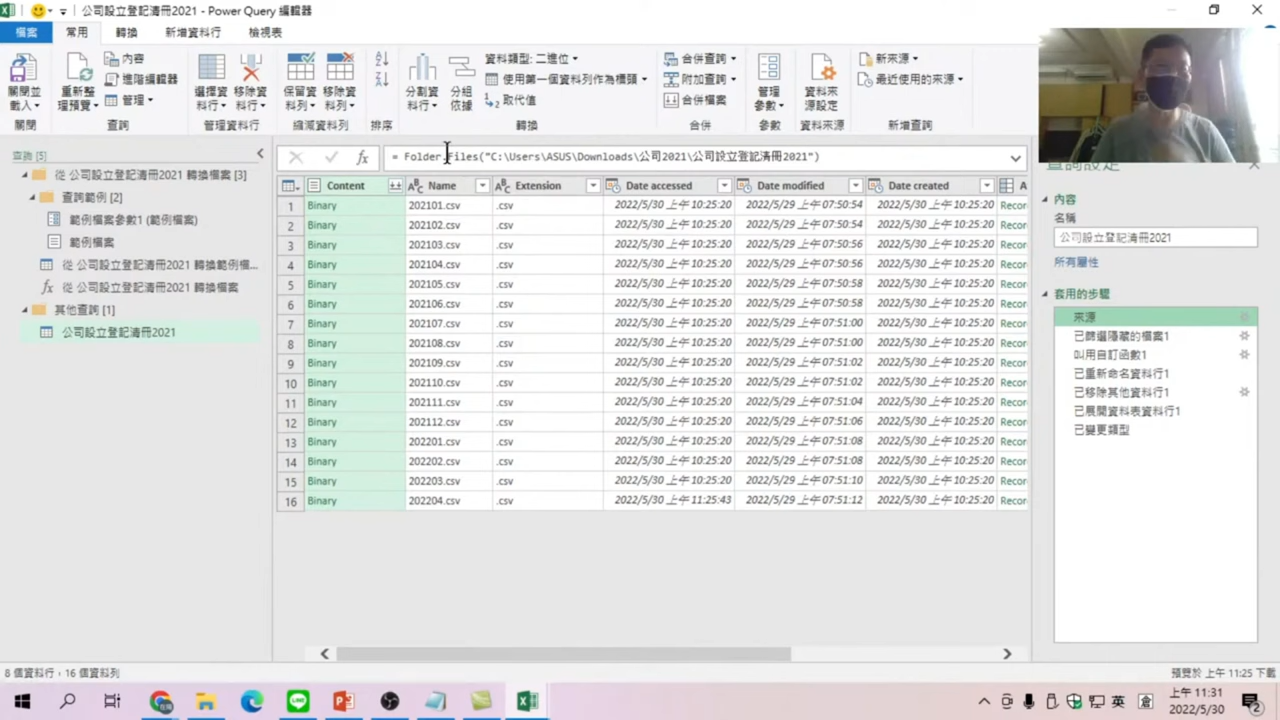 公司設立登記清冊2021 - Power Query 編輯器
檔案 常用 轉換 新增資料行 檢視表
關閉並載入 重新整理預覽 內容 進階編輯器 管理 選擇資料行 移除資料行 保留資料列 移除資料列 分割資料行 分組依據 資料類型: 二進位 使用第一個資料列作為標頭 取代值 合併查詢 附加查詢 合併檔案 管理參數 資料來源設定 新來源 最近使用的來源
關閉 查詢 管理資料行 縮減資料列 排序 轉換 合併 參數 資料來源 新增查詢
查詢 [5]
從 公司設立登記清冊2021 轉換檔案 [3]
查詢範例 [2]
範例檔案參數1 (範例檔案)
範例檔案
從 公司設立登記清冊2021 轉換範例檔...
從 公司設立登記清冊2021 轉換檔案
其他查詢 [1]
公司設立登記清冊2021
= Folder.Files("C:\Users\ASUS\Downloads\公司2021\公司設立登記清冊2021")
Content Name Extension Date accessed Date modified Date created A
1 Binary 202101.csv .csv 2022/5/30 上午 10:25:20 2022/5/29 上午 07:50:54 2022/5/30 上午 10:25:20 Recor
2 Binary 202102.csv .csv 2022/5/30 上午 10:25:20 2022/5/29 上午 07:50:54 2022/5/30 上午 10:25:20 Recor
3 Binary 202103.csv .csv 2022/5/30 上午 10:25:20 2022/5/29 上午 07:50:56 2022/5/30 上午 10:25:20 Recor
4 Binary 202104.csv .csv 2022/5/30 上午 10:25:20 2022/5/29 上午 07:50:56 2022/5/30 上午 10:25:20 Recor
5 Binary 202105.csv .csv 2022/5/30 上午 10:25:20 2022/5/29 上午 07:50:58 2022/5/30 上午 10:25:20 Recor
6 Binary 202106.csv .csv 2022/5/30 上午 10:25:20 2022/5/29 上午 07:50:58 2022/5/30 上午 10:25:20 Recor
7 Binary 202107.csv .csv 2022/5/30 上午 10:25:20 2022/5/29 上午 07:51:00 2022/5/30 上午 10:25:20 Recor
8 Binary 202108.csv .csv 2022/5/30 上午 10:25:20 2022/5/29 上午 07:51:00 2022/5/30 上午 10:25:20 Recor
9 Binary 202109.csv .csv 2022/5/30 上午 10:25:20 2022/5/29 上午 07:51:02 2022/5/30 上午 10:25:20 Recor
10 Binary 202110.csv .csv 2022/5/30 上午 10:25:20 2022/5/29 上午 07:51:02 2022/5/30 上午 10:25:20 Recor
11 Binary 202111.csv .csv 2022/5/30 上午 10:25:20 2022/5/29 上午 07:51:04 2022/5/30 上午 10:25:20 Recor
12 Binary 202112.csv .csv 2022/5/30 上午 10:25:20 2022/5/29 上午 07:51:06 2022/5/30 上午 10:25:20 Recor
13 Binary 202201.csv .csv 2022/5/30 上午 10:25:20 2022/5/29 上午 07:51:08 2022/5/30 上午 10:25:20 Recor
14 Binary 202202.csv .csv 2022/5/30 上午 10:25:20 2022/5/29 上午 07:51:08 2022/5/30 上午 10:25:20 Recor
15 Binary 202203.csv .csv 2022/5/30 上午 10:25:20 2022/5/29 上午 07:51:10 2022/5/30 上午 10:25:20 Recor
16 Binary 202204.csv .csv 2022/5/30 上午 11:25:43 2022/5/29 上午 07:51:12 2022/5/30 上午 10:25:20 Recor
查詢設定
內容
名稱
公司設立登記清冊2021
所有屬性
套用的步驟
來源
已篩選隱藏的檔案1
叫用自訂函數1
已重新命名資料行1
已移除其他資料行1
已展開資料表資料行1
已變更類型
8 個資料行,16 個資料列
預覽於 上午 11:25 下載
英 上午 11:31
2022/5/30 2